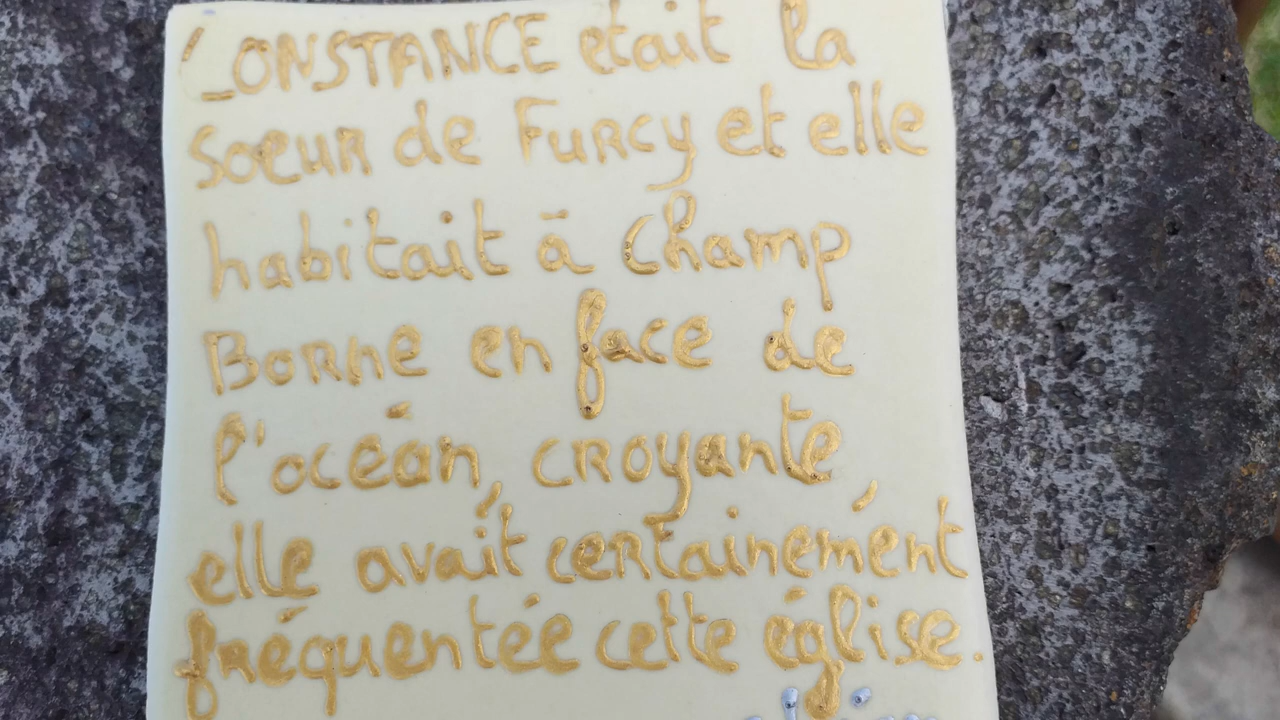 CONSTANCE etait la
Soeur de Furcy et elle
habitait à Champ
Borne en face de
l'océan, croyante,
elle avait certainement
fréquentée cette église.